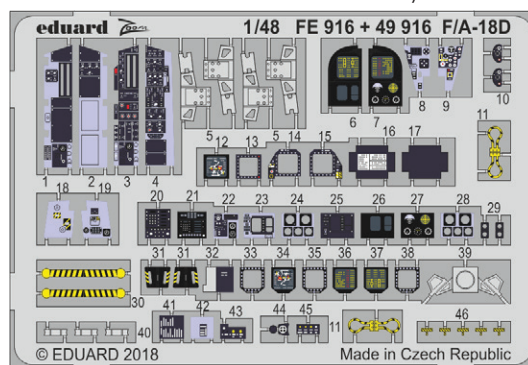 eduard Zoom 1/48 FE 916 + 49 916 F/A-18D
1 2 3 4 5 12 13 5 14 15 6 7 8 9 10
16 17 11
18 19 20 21 22 23 24 25 26 27 28 29
30 31 31 32 33 34 35 36 37 38 39
40 41 42 43 44 45 11 46
© EDUARD 2018 Made in Czech Republic